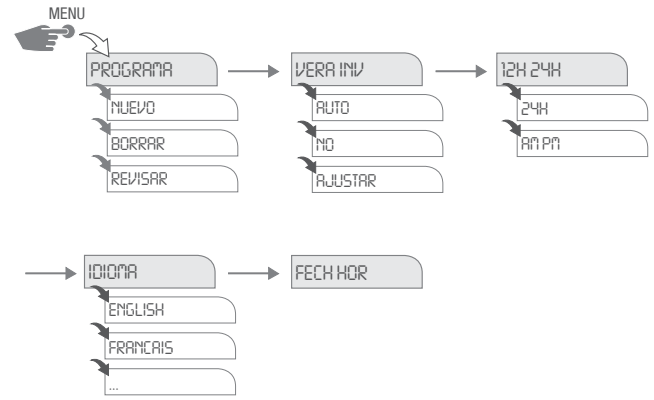 MENU
PROGRAMA
NUEVO
BORRAR
REVISAR
VERA INV
AUTO
NO
AJUSTAR
12H 24H
24H
AM PM
IDIOMA
ENGLISH
FRANCAIS
...
FECH HOR